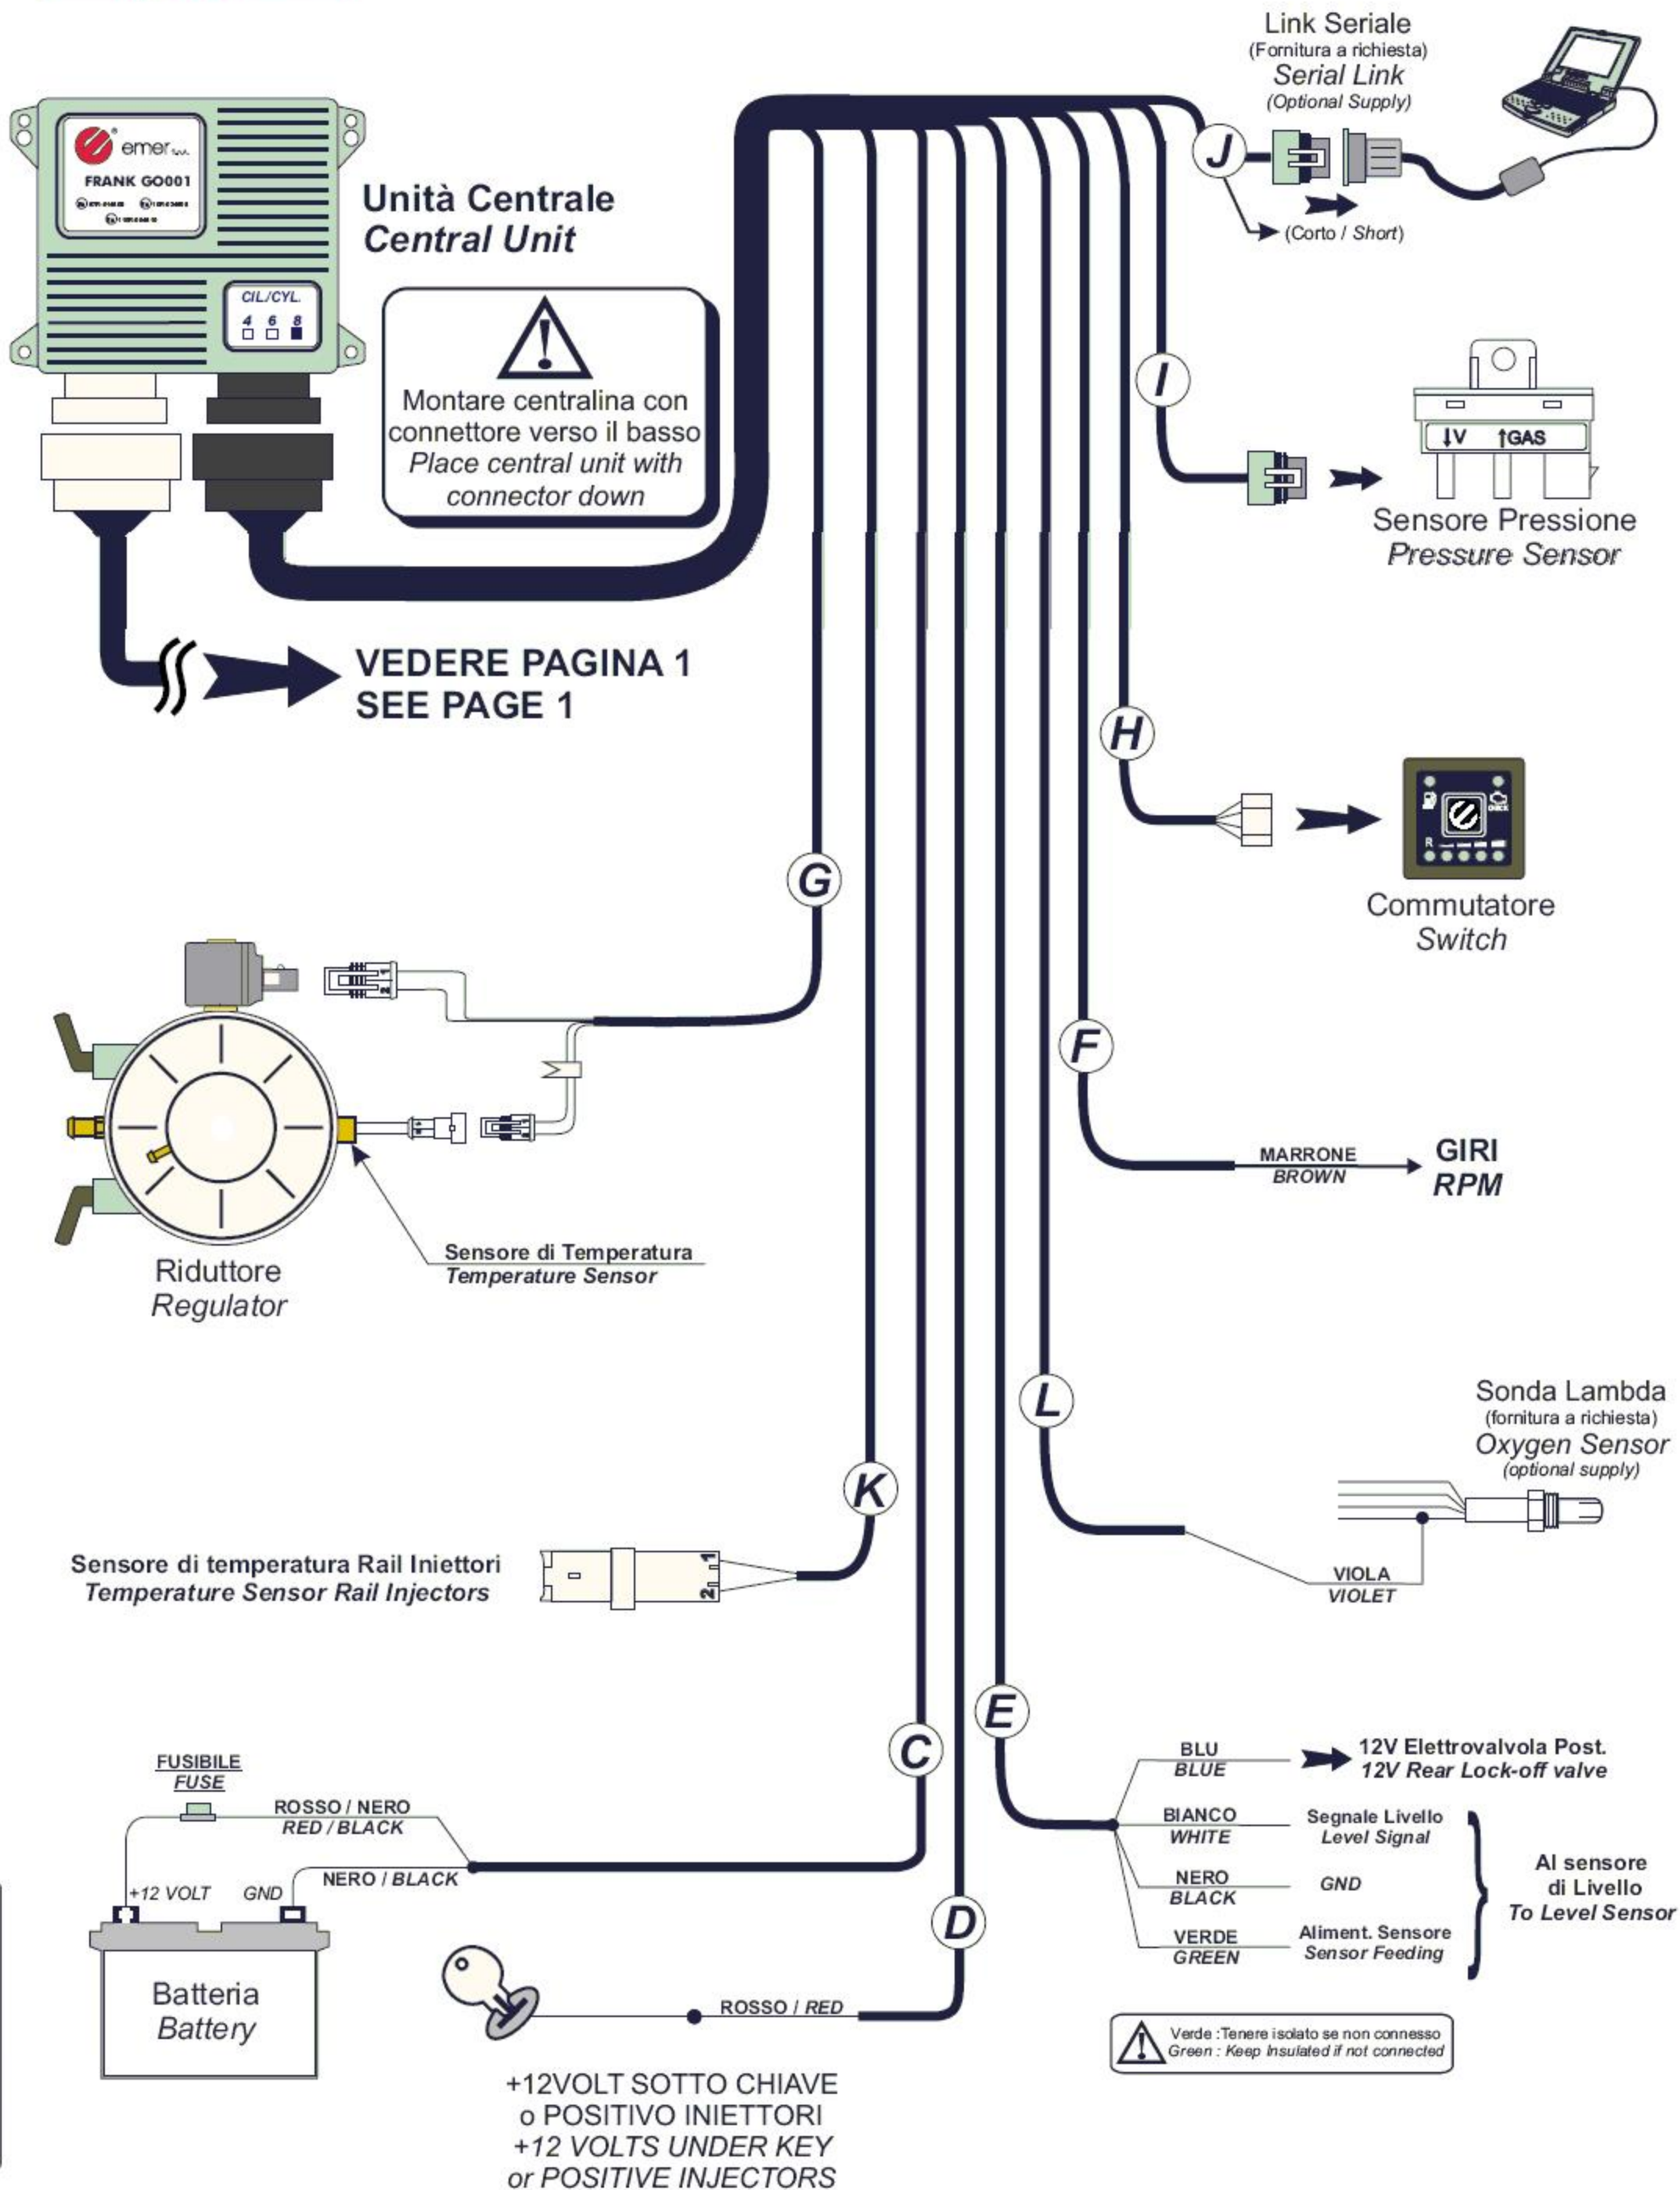 Link Seriale
(Fornitura a richiesta)
Serial Link
(Optional Supply)
J
(Corto / Short)
emer
FRANK GO001
CIL./CYL.
4 6 8
Unità Centrale
Central Unit
Montare centralina con
connettore verso il basso
Place central unit with
connector down
I
V GAS
Sensore Pressione
Pressure Sensor
VEDERE PAGINA 1
SEE PAGE 1
H
R
Commutatore
Switch
G
1
2
Riduttore
Regulator
Sensore di Temperatura
Temperature Sensor
F
MARRONE
BROWN
GIRI
RPM
L
Sonda Lambda
(fornitura a richiesta)
Oxygen Sensor
(optional supply)
VIOLA
VIOLET
K
Sensore di temperatura Rail Iniettori
Temperature Sensor Rail Injectors
1
2
E
BLU
BLUE
12V Elettrovalvola Post.
12V Rear Lock-off valve
BIANCO
WHITE
Segnale Livello
Level Signal
NERO
BLACK
GND
VERDE
GREEN
Aliment. Sensore
Sensor Feeding
Al sensore
di Livello
To Level Sensor
Verde :Tenere isolato se non connesso
Green : Keep Insulated if not connected
C
FUSIBILE
FUSE
ROSSO / NERO
RED / BLACK
NERO / BLACK
+12 VOLT GND
Batteria
Battery
D
ROSSO / RED
+12VOLT SOTTO CHIAVE
o POSITIVO INIETTORI
+12 VOLTS UNDER KEY
or POSITIVE INJECTORS